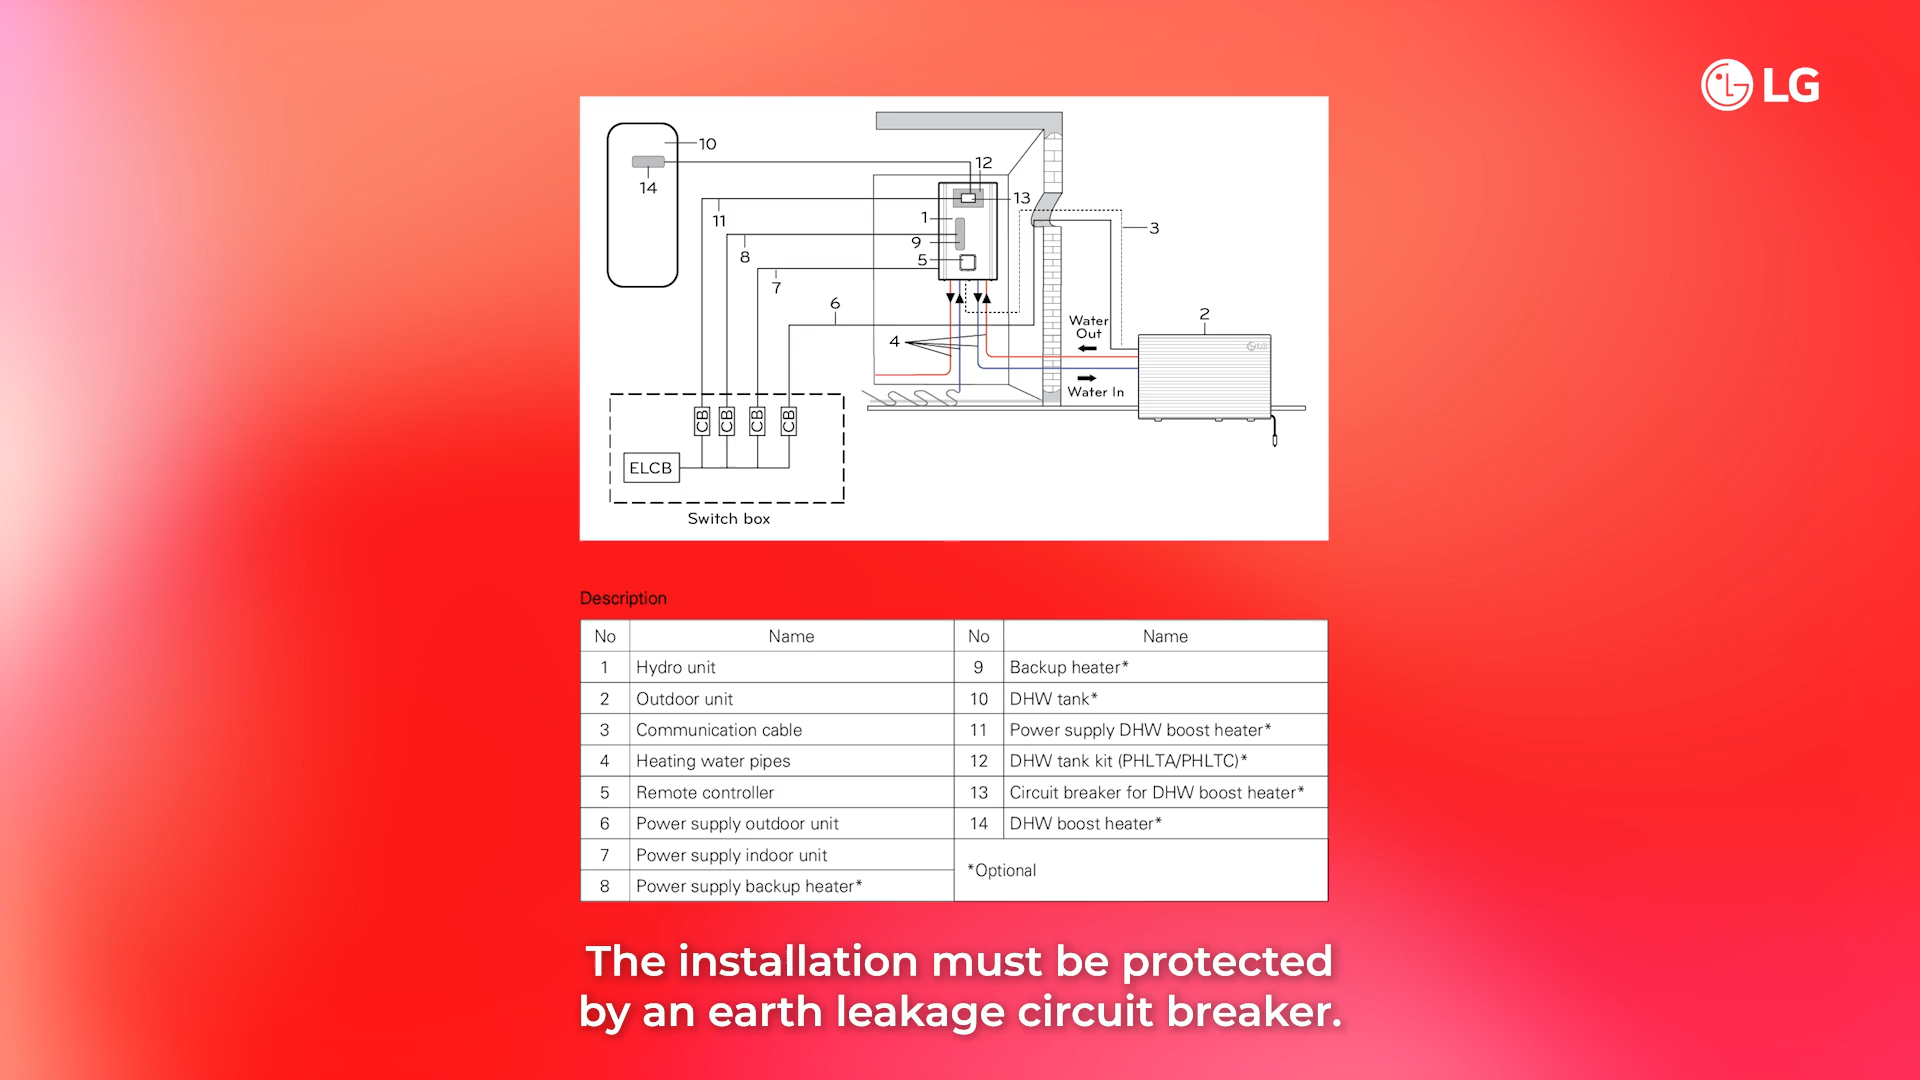 LG
10
14
12
13
11
1
3
9
8
5
7
6
2
Water
Out
4
Water In
LG
CB
CB
CB
CB
ELCB
Switch box
Description
No Name No Name
1 Hydro unit 9 Backup heater*
2 Outdoor unit 10 DHW tank*
3 Communication cable 11 Power supply DHW boost heater*
4 Heating water pipes 12 DHW tank kit (PHLTA/PHLTC)*
5 Remote controller 13 Circuit breaker for DHW boost heater*
6 Power supply outdoor unit 14 DHW boost heater*
7 Power supply indoor unit
*Optional
8 Power supply backup heater*
The installation must be protected
by an earth leakage circuit breaker.